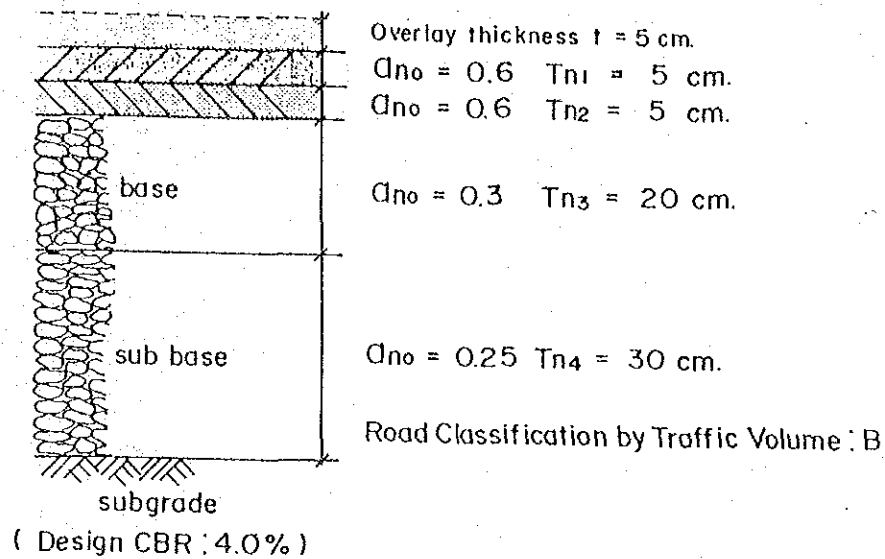 Overlay thickness t = 5 cm.
ano = 0.6 Tn1 = 5 cm.
ano = 0.6 Tn2 = 5 cm.
base
ano = 0.3 Tn3 = 20 cm.
sub base
ano = 0.25 Tn4 = 30 cm.
Road Classification by Traffic Volume : B
subgrade
( Design CBR : 4.0% )